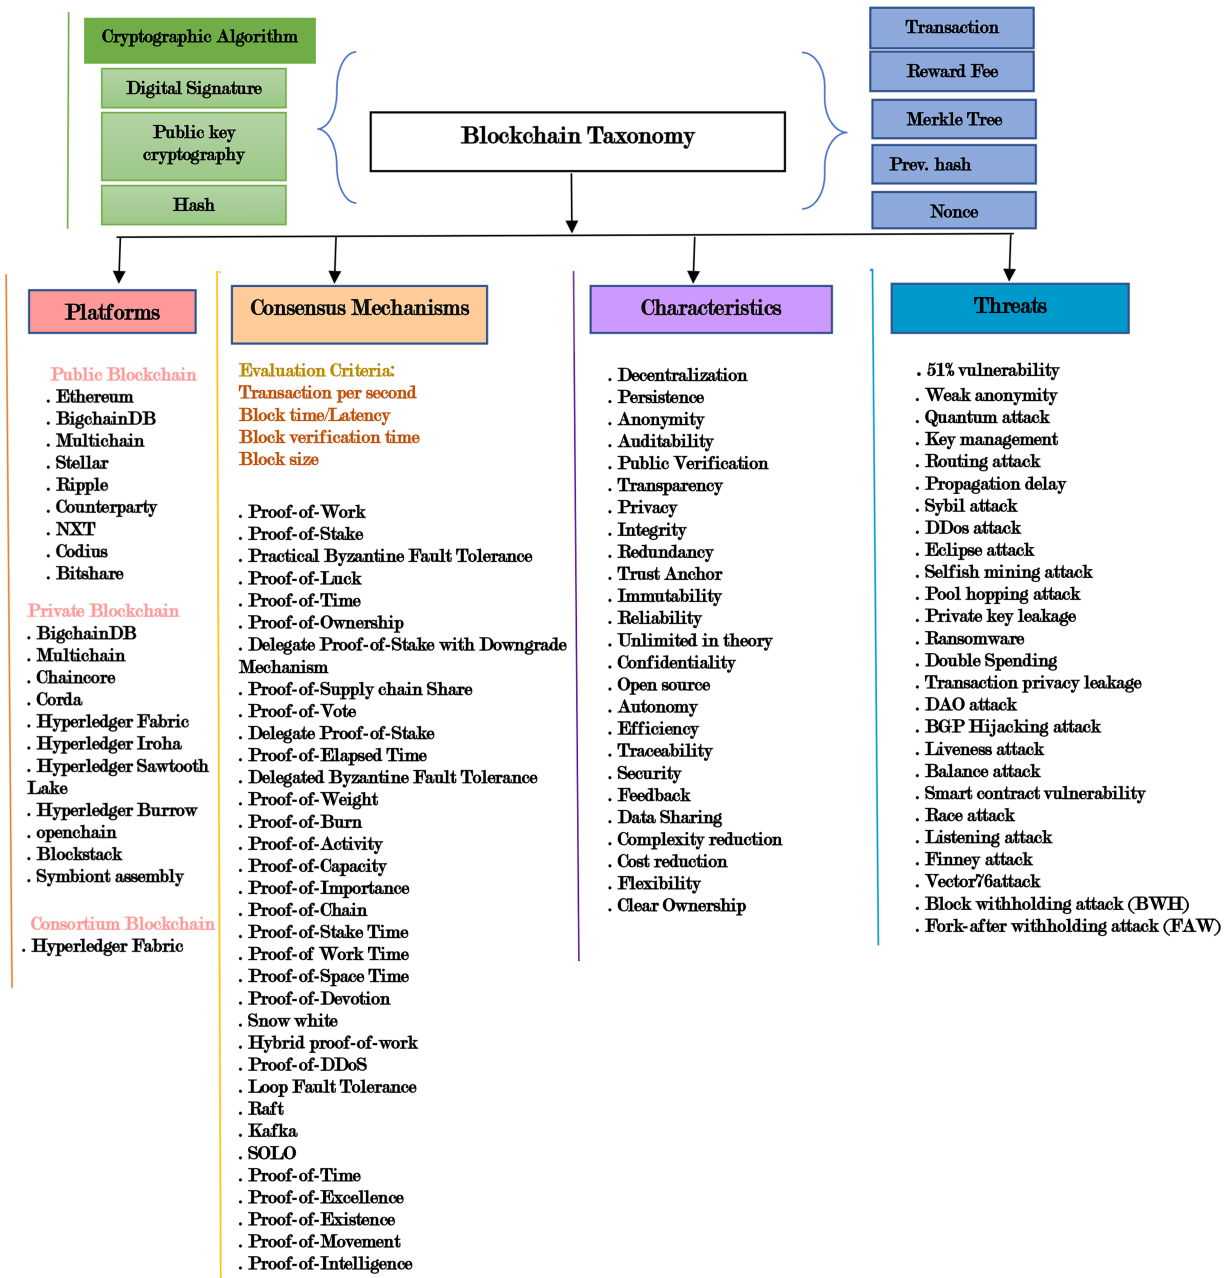 Cryptographic Algorithm
Digital Signature
Public key
cryptography
Hash
Blockchain Taxonomy
Transaction
Reward Fee
Merkle Tree
Prev. hash
Nonce
Platforms
Public Blockchain
. Ethereum
. BigchainDB
. Multichain
. Stellar
. Ripple
. Counterparty
. NXT
. Codius
. Bitshare
Private Blockchain
. BigchainDB
. Multichain
. Chaincore
. Corda
. Hyperledger Fabric
. Hyperledger Iroha
. Hyperledger Sawtooth
Lake
. Hyperledger Burrow
. openchain
. Blockstack
. Symbiont assembly
Consortium Blockchain
. Hyperledger Fabric
Consensus Mechanisms
Evaluation Criteria:
Transaction per second
Block time/Latency
Block verification time
Block size
. Proof-of-Work
. Proof-of-Stake
. Practical Byzantine Fault Tolerance
. Proof-of-Luck
. Proof-of-Time
. Proof-of-Ownership
. Delegate Proof-of-Stake with Downgrade
Mechanism
. Proof-of-Supply chain Share
. Proof-of-Vote
. Delegate Proof-of-Stake
. Proof-of-Elapsed Time
. Delegated Byzantine Fault Tolerance
. Proof-of-Weight
. Proof-of-Burn
. Proof-of-Activity
. Proof-of-Capacity
. Proof-of-Importance
. Proof-of-Chain
. Proof-of-Stake Time
. Proof-of Work Time
. Proof-of-Space Time
. Proof-of-Devotion
. Snow white
. Hybrid proof-of-work
. Proof-of-DDoS
. Loop Fault Tolerance
. Raft
. Kafka
. SOLO
. Proof-of-Time
. Proof-of-Excellence
. Proof-of-Existence
. Proof-of-Movement
. Proof-of-Intelligence
Characteristics
. Decentralization
. Persistence
. Anonymity
. Auditability
. Public Verification
. Transparency
. Privacy
. Integrity
. Redundancy
. Trust Anchor
. Immutability
. Reliability
. Unlimited in theory
. Confidentiality
. Open source
. Autonomy
. Efficiency
. Traceability
. Security
. Feedback
. Data Sharing
. Complexity reduction
. Cost reduction
. Flexibility
. Clear Ownership
Threats
. 51% vulnerability
. Weak anonymity
. Quantum attack
. Key management
. Routing attack
. Propagation delay
. Sybil attack
. DDos attack
. Eclipse attack
. Selfish mining attack
. Pool hopping attack
. Private key leakage
. Ransomware
. Double Spending
. Transaction privacy leakage
. DAO attack
. BGP Hijacking attack
. Liveness attack
. Balance attack
. Smart contract vulnerability
. Race attack
. Listening attack
. Finney attack
. Vector76attack
. Block withholding attack (BWH)
. Fork-after withholding attack (FAW)